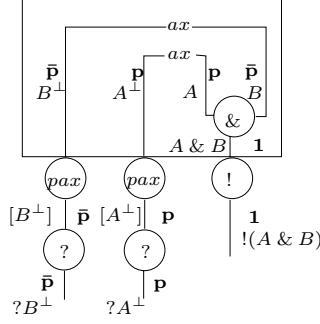 ax
ax
p̄ p p p̄
B⊥ A⊥ A B
&
A & B 1
pax pax !
[B⊥] p̄ [A⊥] p 1
? ? !(A & B)
p̄ p
?B⊥ ?A⊥